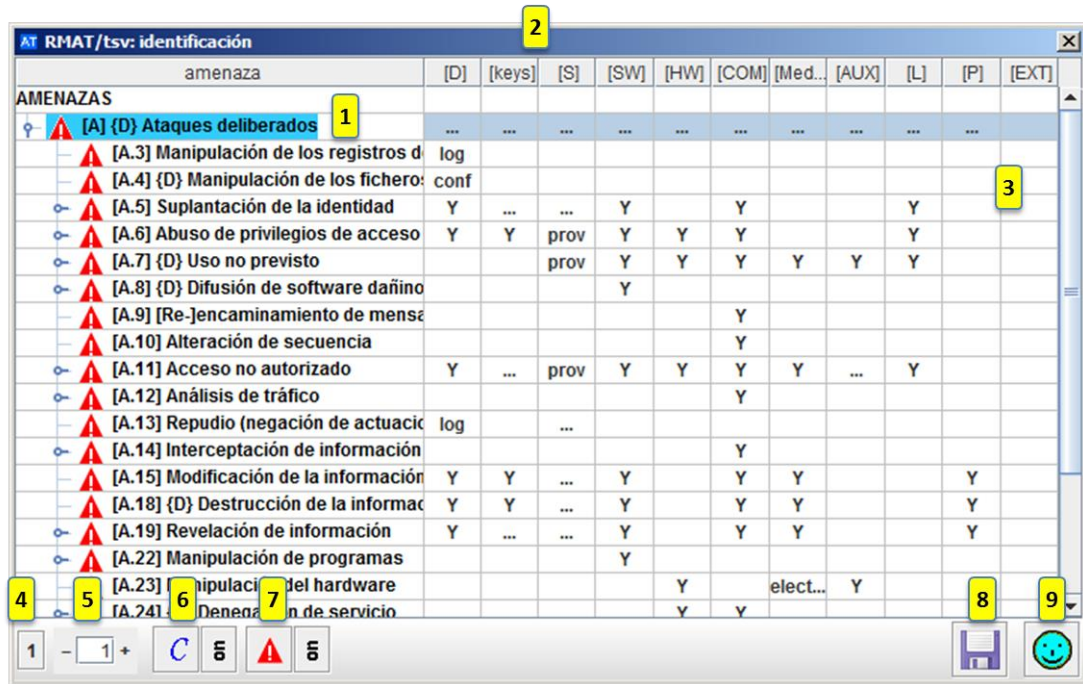 2
AT RMAT/tsv: identificación
amenaza [D] [keys] [S] [SW] [HW] [COM] [Med... [AUX] [L] [P] [EXT]
AMENAZAS
[A] {D} Ataques deliberados 1 ... ... ... ... ... ... ... ... ... ...
[A.3] Manipulación de los registros d log
[A.4] {D} Manipulación de los ficheros conf
3
[A.5] Suplantación de la identidad Y ... ... Y Y Y
[A.6] Abuso de privilegios de acceso Y Y prov Y Y Y Y
[A.7] {D} Uso no previsto prov Y Y Y Y Y Y
[A.8] {D} Difusión de software dañino Y
[A.9] [Re-]encaminamiento de mensa Y
[A.10] Alteración de secuencia Y
[A.11] Acceso no autorizado Y ... prov Y Y Y Y ... Y
[A.12] Análisis de tráfico Y
[A.13] Repudio (negación de actuacio log ...
[A.14] Interceptación de información Y
[A.15] Modificación de la información Y Y ... Y Y Y Y
[A.18] {D} Destrucción de la informac Y Y ... Y Y Y Y
[A.19] Revelación de información Y ... ... Y Y Y Y
[A.22] Manipulación de programas Y
[A.23] del hardware Y elect... Y
[A.24] de servicio Y Y
4 5 6 7 8 9
1 - 1 + C on on